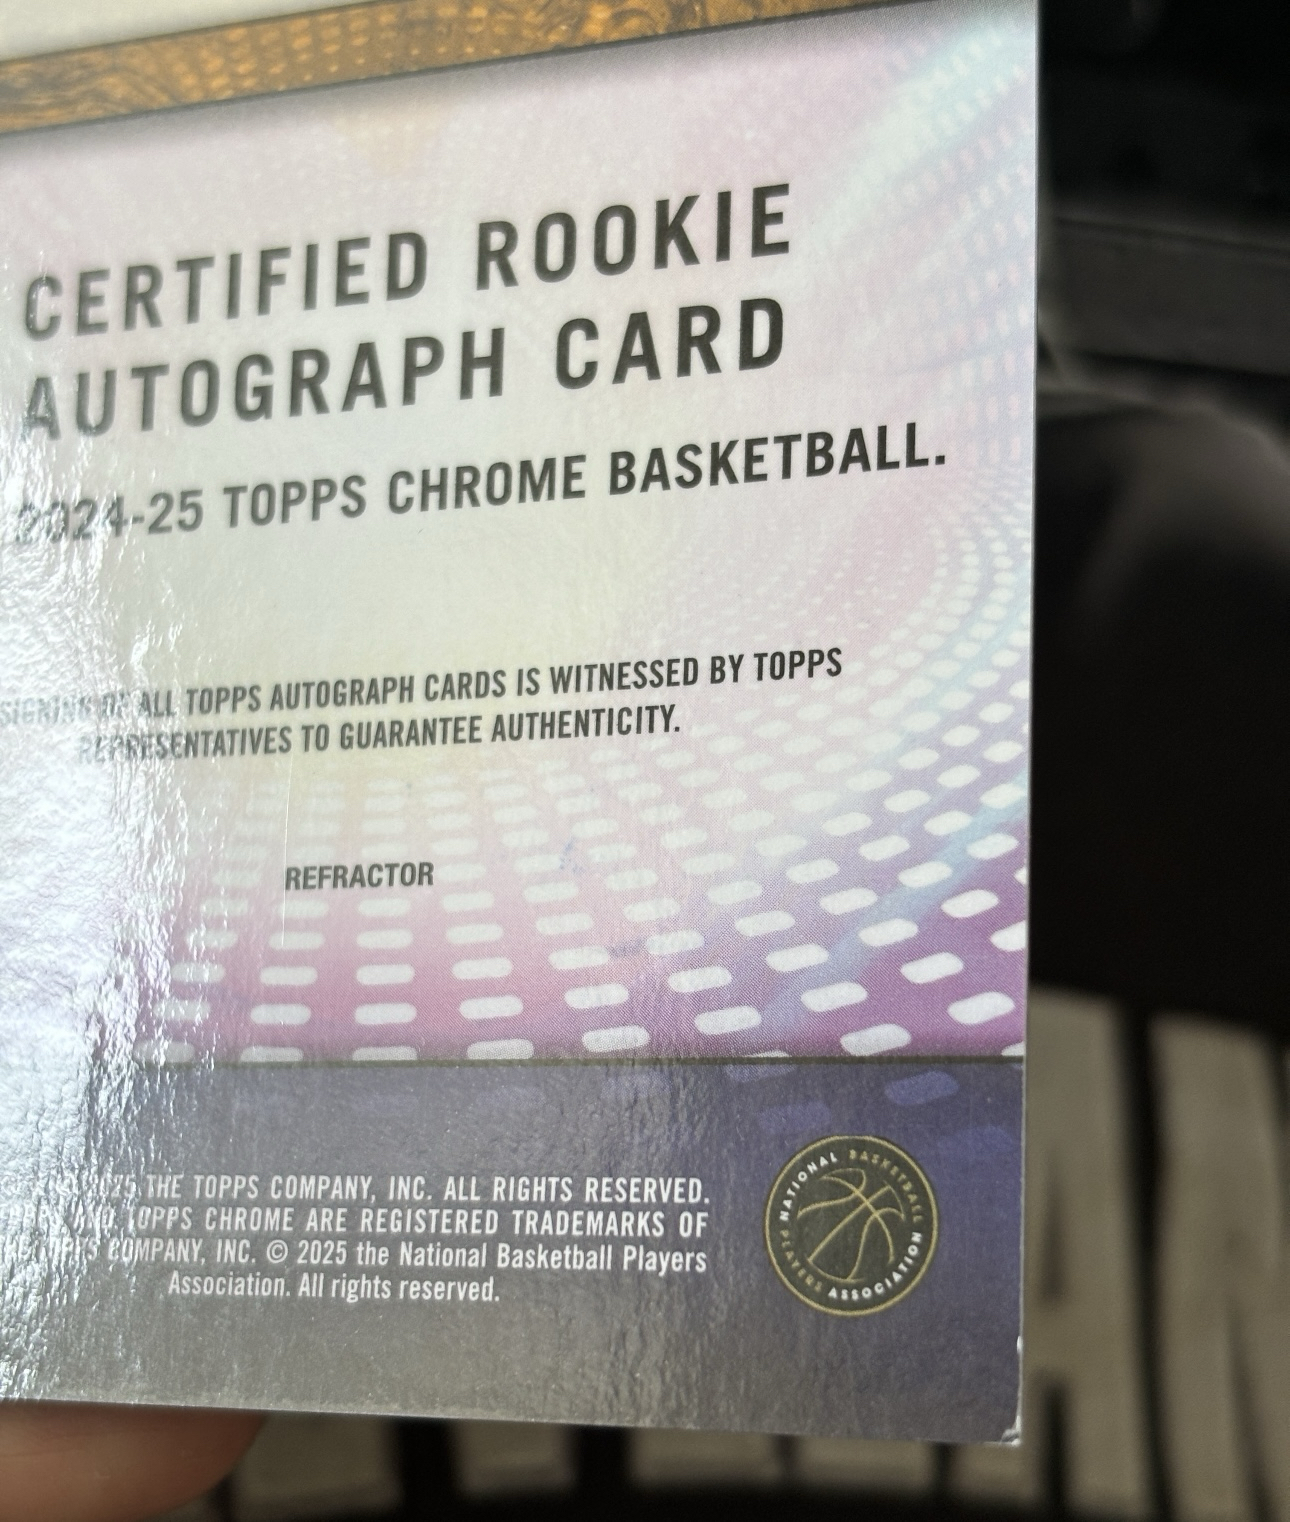 CERTIFIED ROOKIE
AUTOGRAPH CARD
2024-25 TOPPS CHROME BASKETBALL.
SIGNING OF ALL TOPPS AUTOGRAPH CARDS IS WITNESSED BY TOPPS
REPRESENTATIVES TO GUARANTEE AUTHENTICITY.
REFRACTOR
THE TOPPS COMPANY, INC. ALL RIGHTS RESERVED.
TOPPS CHROME ARE REGISTERED TRADEMARKS OF
COMPANY, INC. © 2025 the National Basketball Players
Association. All rights reserved.
NATIONAL BASKETBALL
PLAYERS ASSOCIATION